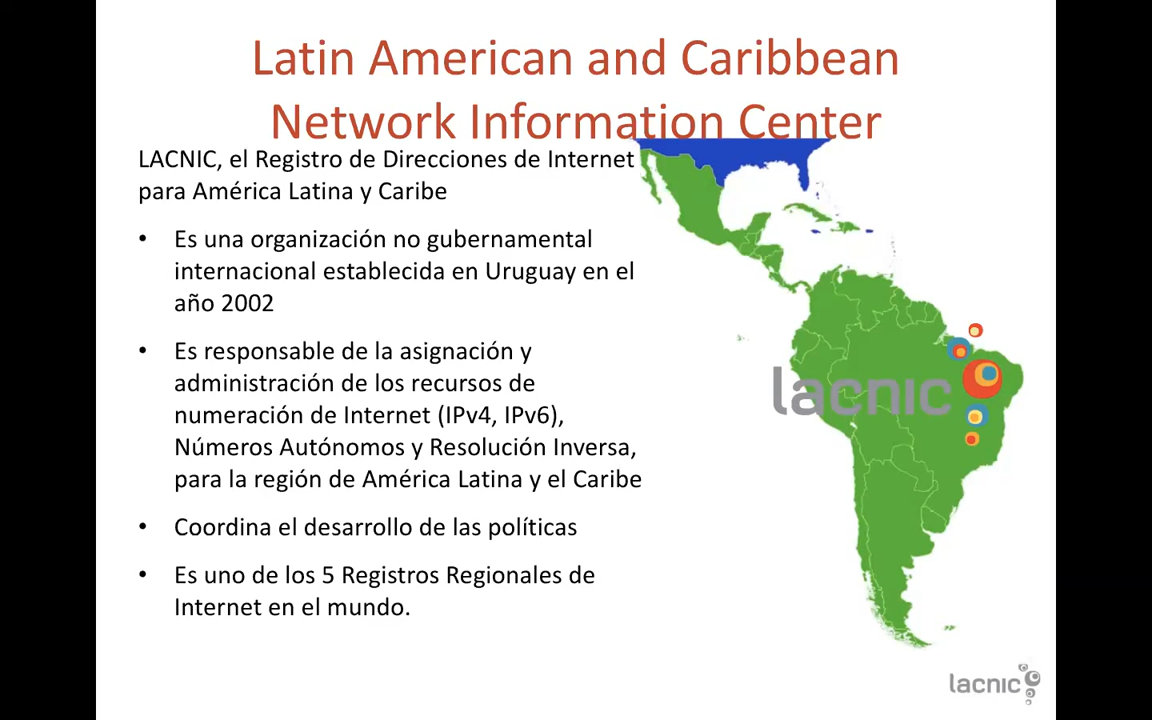 Latin American and Caribbean
Network Information Center
LACNIC, el Registro de Direcciones de Internet
para América Latina y Caribe
• Es una organización no gubernamental
internacional establecida en Uruguay en el
año 2002
• Es responsable de la asignación y
administración de los recursos de
numeración de Internet (IPv4, IPv6),
Números Autónomos y Resolución Inversa,
para la región de América Latina y el Caribe
• Coordina el desarrollo de las políticas
• Es uno de los 5 Registros Regionales de
Internet en el mundo.
lacnic
lacnic